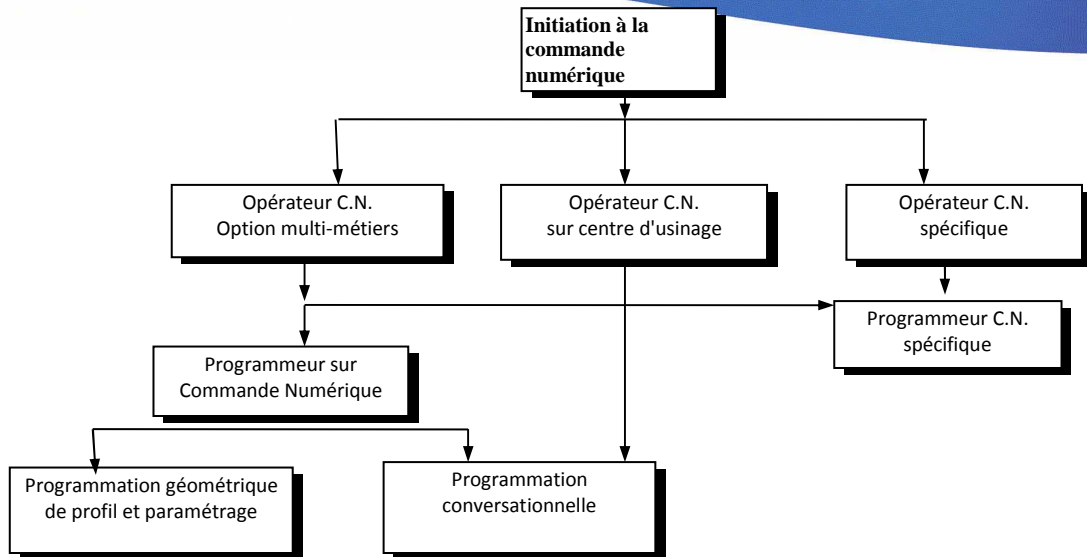 Initiation à la
commande
numérique
Opérateur C.N.
Option multi-métiers
Opérateur C.N.
sur centre d'usinage
Opérateur C.N.
spécifique
Programmeur C.N.
spécifique
Programmeur sur
Commande Numérique
Programmation géométrique
de profil et paramétrage
Programmation
conversationnelle